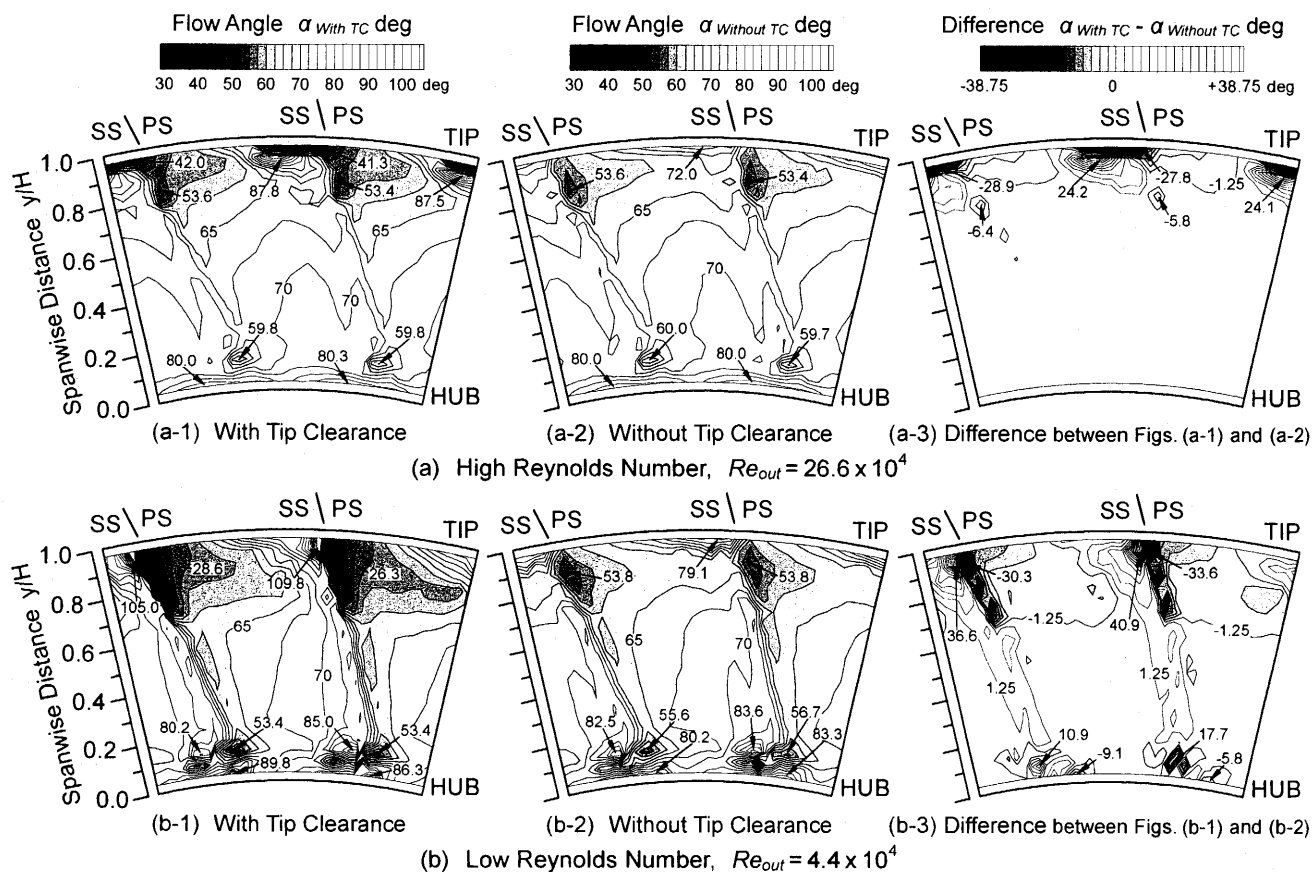 Flow Angle α With TC deg
30 40 50 60 70 80 90 100 deg
Flow Angle α Without TC deg
30 40 50 60 70 80 90 100 deg
Difference α With TC - α Without TC deg
-38.75 0 +38.75 deg
SS \ PS SS \ PS TIP
Spanwise Distance y/H
1.0
0.8
0.6
0.4
0.2
0.0
42.0
53.6
87.8
41.3
53.4
87.5
65
70
70
59.8
59.8
80.0
80.3
HUB
(a-1) With Tip Clearance
SS \ PS SS \ PS TIP
53.6
72.0
53.4
65
70
70
60.0
59.7
80.0
80.0
HUB
(a-2) Without Tip Clearance
SS \ PS SS \ PS TIP
-28.9
24.2
-27.8
-1.25
24.1
-6.4
-5.8
HUB
(a-3) Difference between Figs. (a-1) and (a-2)
(a) High Reynolds Number, Re out = 26.6 x 10⁴
SS \ PS SS \ PS TIP
Spanwise Distance y/H
1.0
0.8
0.6
0.4
0.2
0.0
28.6
109.8
26.3
105.0
65
70
80.2
53.4
85.0
53.4
89.8
86.3
HUB
(b-1) With Tip Clearance
SS \ PS SS \ PS TIP
53.8
79.1
53.8
65
70
82.5
55.6
83.6
56.7
80.2
83.3
HUB
(b-2) Without Tip Clearance
SS \ PS SS \ PS TIP
-30.3
-33.6
36.6
-1.25
40.9
-1.25
1.25
1.25
10.9
-9.1
17.7
-5.8
HUB
(b-3) Difference between Figs. (b-1) and (b-2)
(b) Low Reynolds Number, Re out = 4.4 x 10⁴